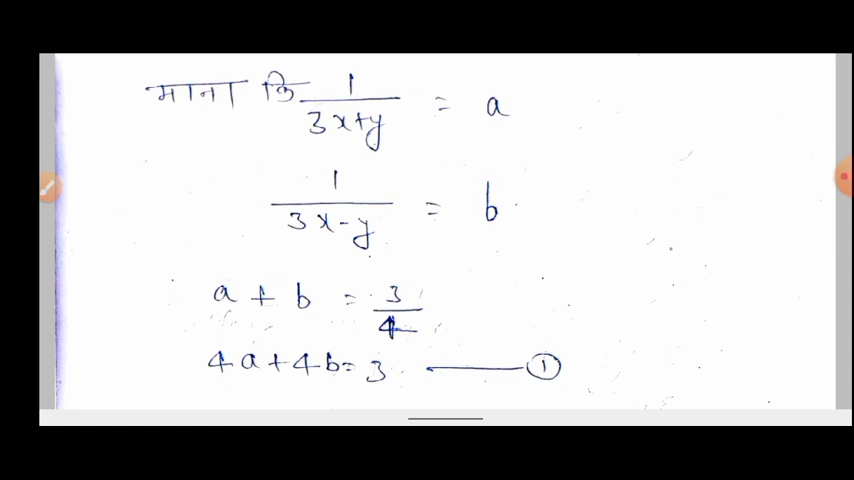 माना कि 1/(3x+y) = a
1/(3x-y) = b
a + b = 3/4
4a+4b=3 ——— ①